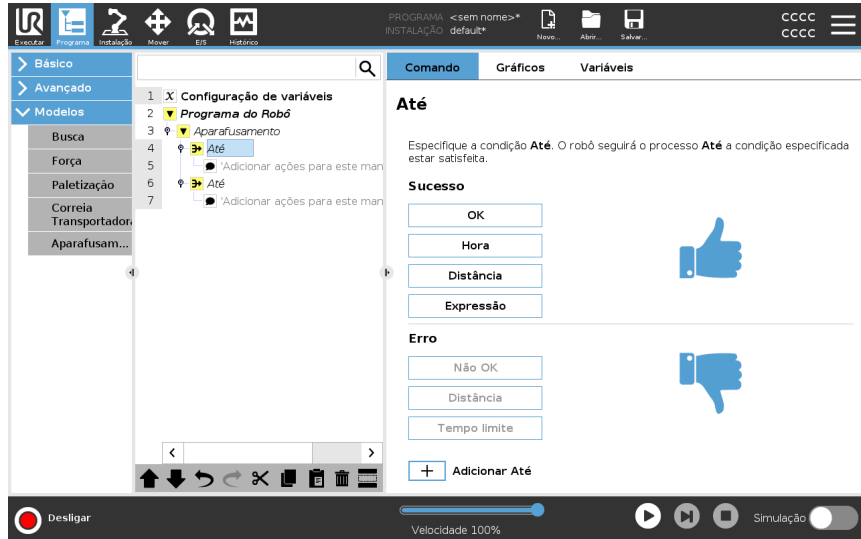 PROGRAMA <sem nome>*
INSTALAÇÃO default*
CCCC
CCCC
Executar
Programa
Instalação
Mover
E/S
Histórico
Novo...
Abrir...
Salvar...
Básico
Avançado
Modelos
Busca
Força
Paletização
Correia
Transportador
Aparafusam...
1 X Configuração de variáveis
2 Programa do Robô
3 Aparafusamento
4 Até
5 'Adicionar ações para este man
6 Até
7 'Adicionar ações para este man
Comando
Gráficos
Variáveis
Até
Especifique a condição Até. O robô seguirá o processo Até a condição especificada
estar satisfeita.
Sucesso
OK
Hora
Distância
Expressão
Erro
Não OK
Distância
Tempo limite
Adicionar Até
Desligar
Velocidade 100%
Simulação